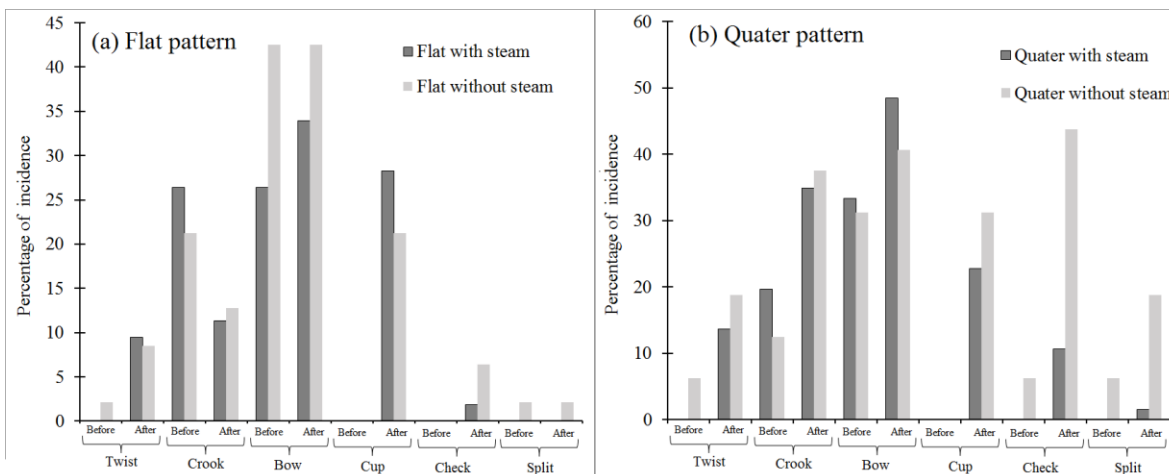 (a) Flat pattern
Flat with steam
Flat without steam
Percentage of incidence
45
40
35
30
25
20
15
10
5
0
Before After Before After Before After Before After Before After Before After
Twist Crook Bow Cup Check Split
(b) Quater pattern
Quater with steam
Quater without steam
Percentage of incidence
60
50
40
30
20
10
0
Before After Before After Before After Before After Before After Before After
Twist Crook Bow Cup Check Split